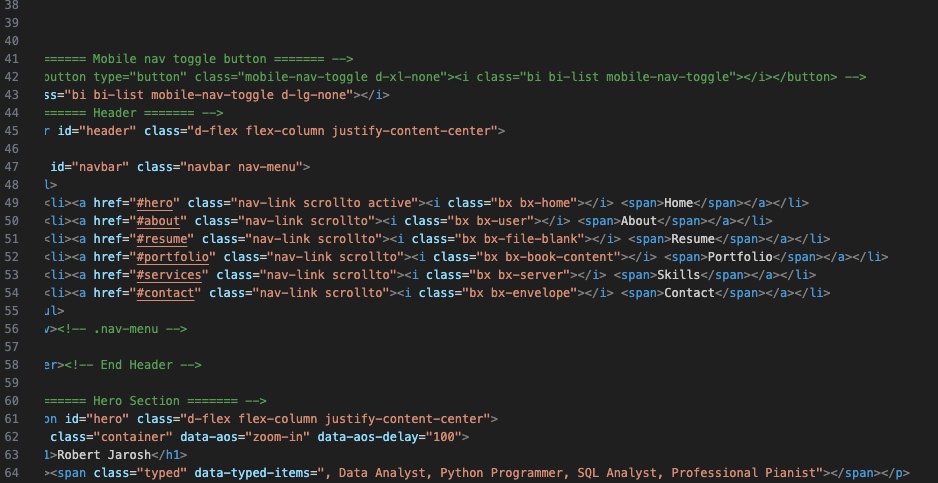 38
39
40
41 ====== Mobile nav toggle button ======= -->
42 button type="button" class="mobile-nav-toggle d-xl-none"><i class="bi bi-list mobile-nav-toggle"></i></button> -->
43 ss="bi bi-list mobile-nav-toggle d-lg-none"></i>
44 ====== Header ======= -->
45 r id="header" class="d-flex flex-column justify-content-center">
46
47 id="navbar" class="navbar nav-menu">
48 l>
49 <li><a href="#hero" class="nav-link scrollto active"><i class="bx bx-home"></i> <span>Home</span></a></li>
50 <li><a href="#about" class="nav-link scrollto"><i class="bx bx-user"></i> <span>About</span></a></li>
51 <li><a href="#resume" class="nav-link scrollto"><i class="bx bx-file-blank"></i> <span>Resume</span></a></li>
52 <li><a href="#portfolio" class="nav-link scrollto"><i class="bx bx-book-content"></i> <span>Portfolio</span></a></li>
53 <li><a href="#services" class="nav-link scrollto"><i class="bx bx-server"></i> <span>Skills</span></a></li>
54 <li><a href="#contact" class="nav-link scrollto"><i class="bx bx-envelope"></i> <span>Contact</span></a></li>
55 ul>
56 v><!-- .nav-menu -->
57
58 er><!-- End Header -->
59
60 ====== Hero Section ======= -->
61 on id="hero" class="d-flex flex-column justify-content-center">
62 class="container" data-aos="zoom-in" data-aos-delay="100">
63 1>Robert Jarosh</h1>
64 ><span class="typed" data-typed-items=", Data Analyst, Python Programmer, SQL Analyst, Professional Pianist"></span></p>